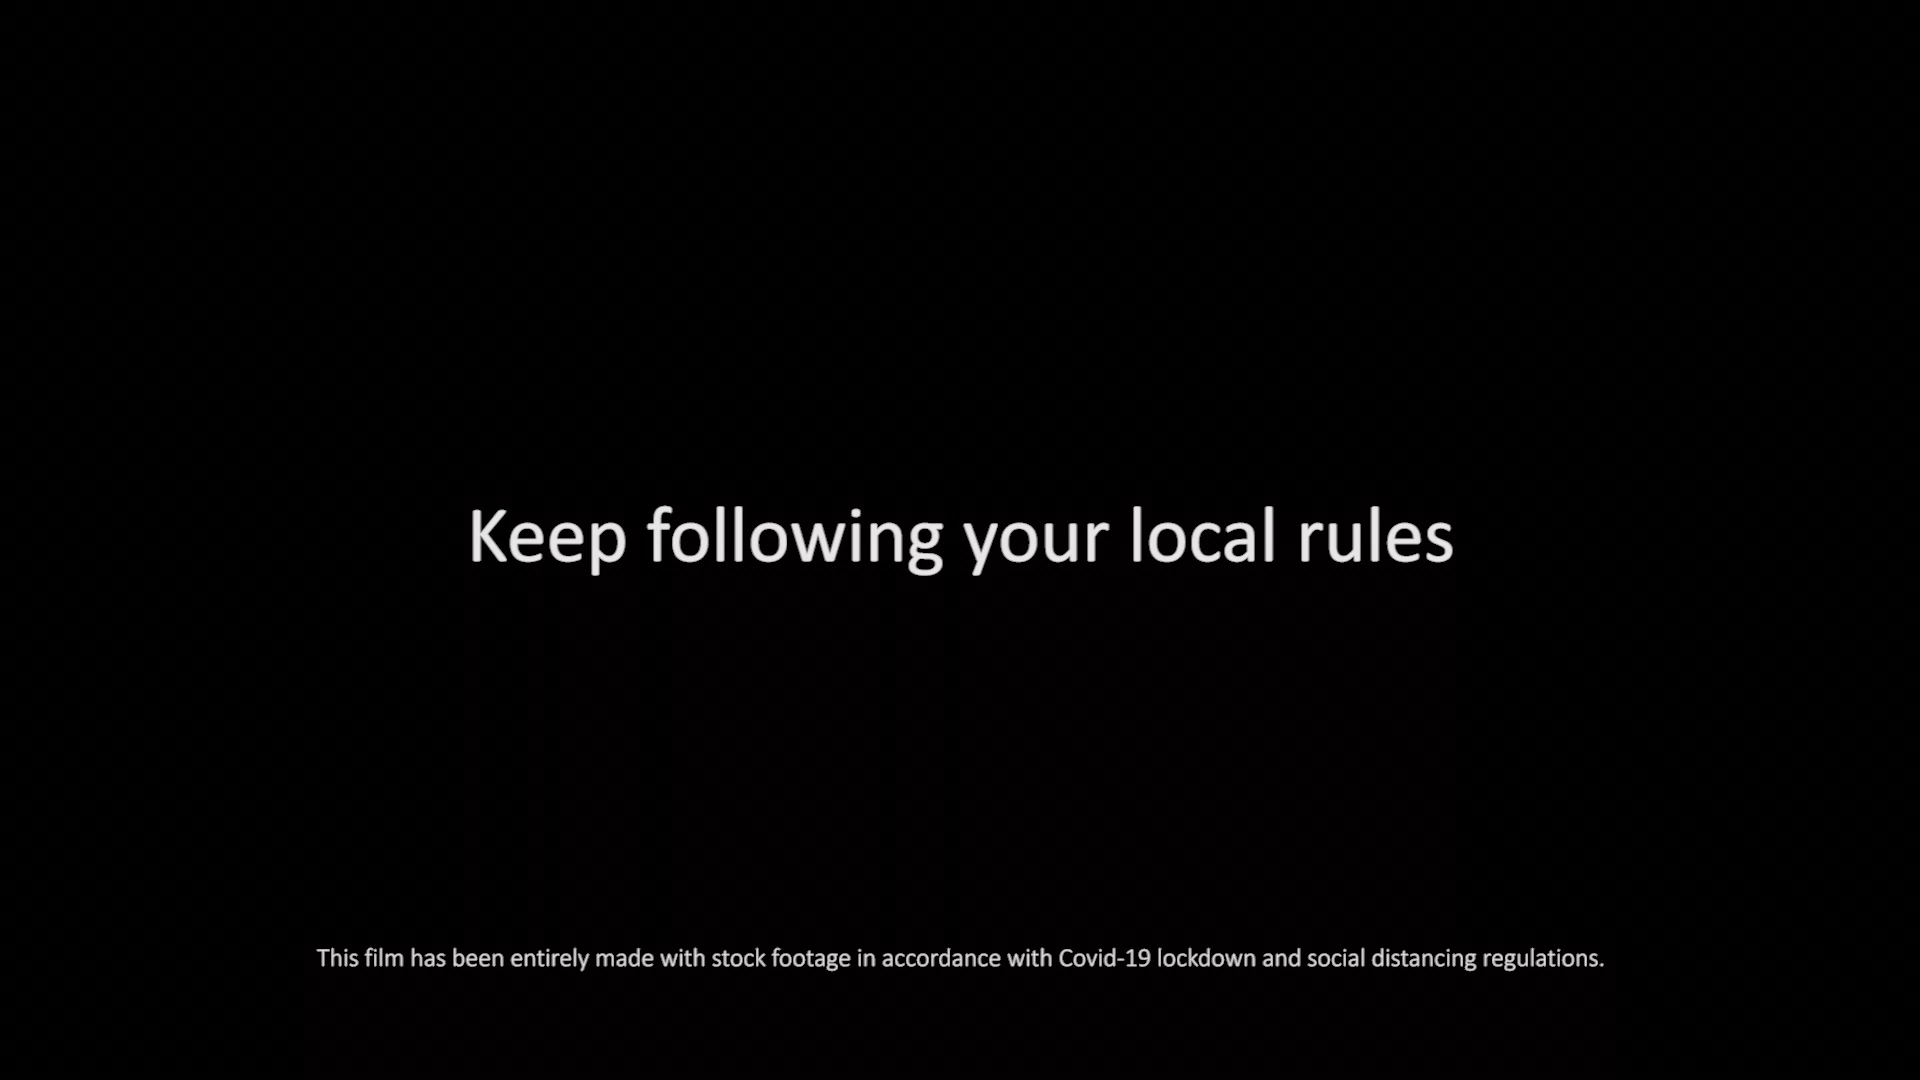 Keep following your local rules
This film has been entirely made with stock footage in accordance with Covid-19 lockdown and social distancing regulations.